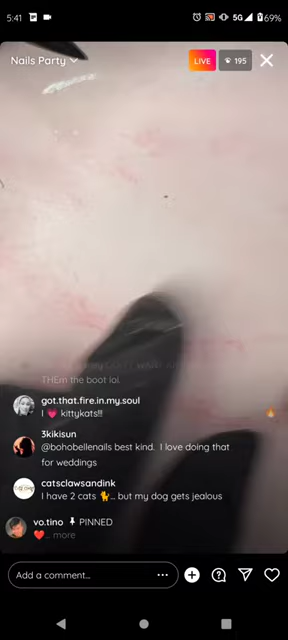 5:41
5G 69%
Nails Party
LIVE 195
THEm the boot lol.
got.that.fire.in.my.soul
I 💗 kittykats!!!
🔥
3kikisun
@bohobellenails best kind. I love doing that
for weddings
catsclawsandink
I have 2 cats 🐈... but my dog gets jealous
vo.tino 📌 PINNED
❤️... more
Add a comment...